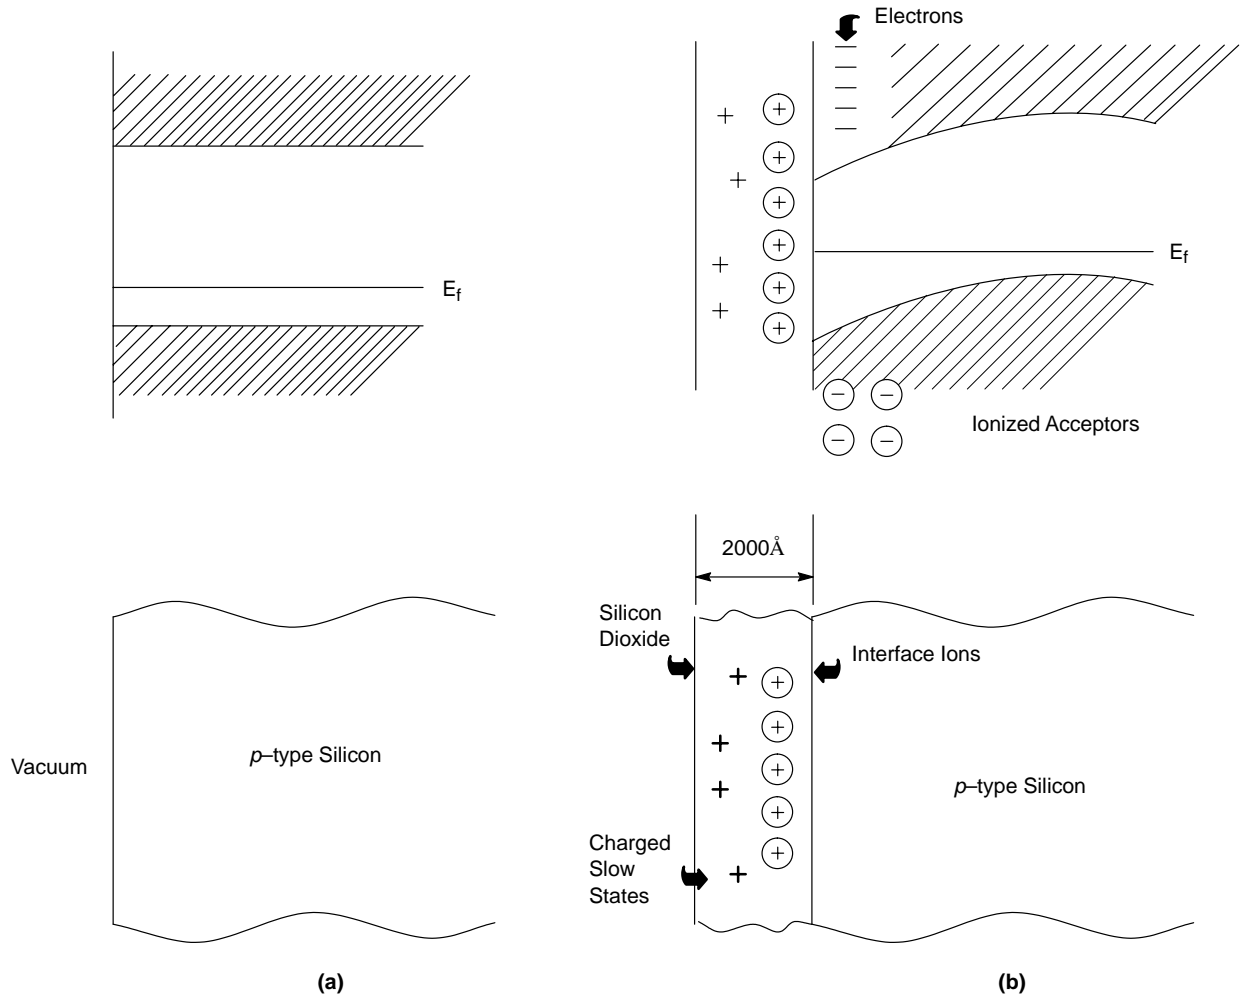 Electrons
E_f
E_f
Ionized Acceptors
2000Å
Silicon
Dioxide
Interface Ions
Vacuum
p–type Silicon
p–type Silicon
Charged
Slow
States
(a)
(b)